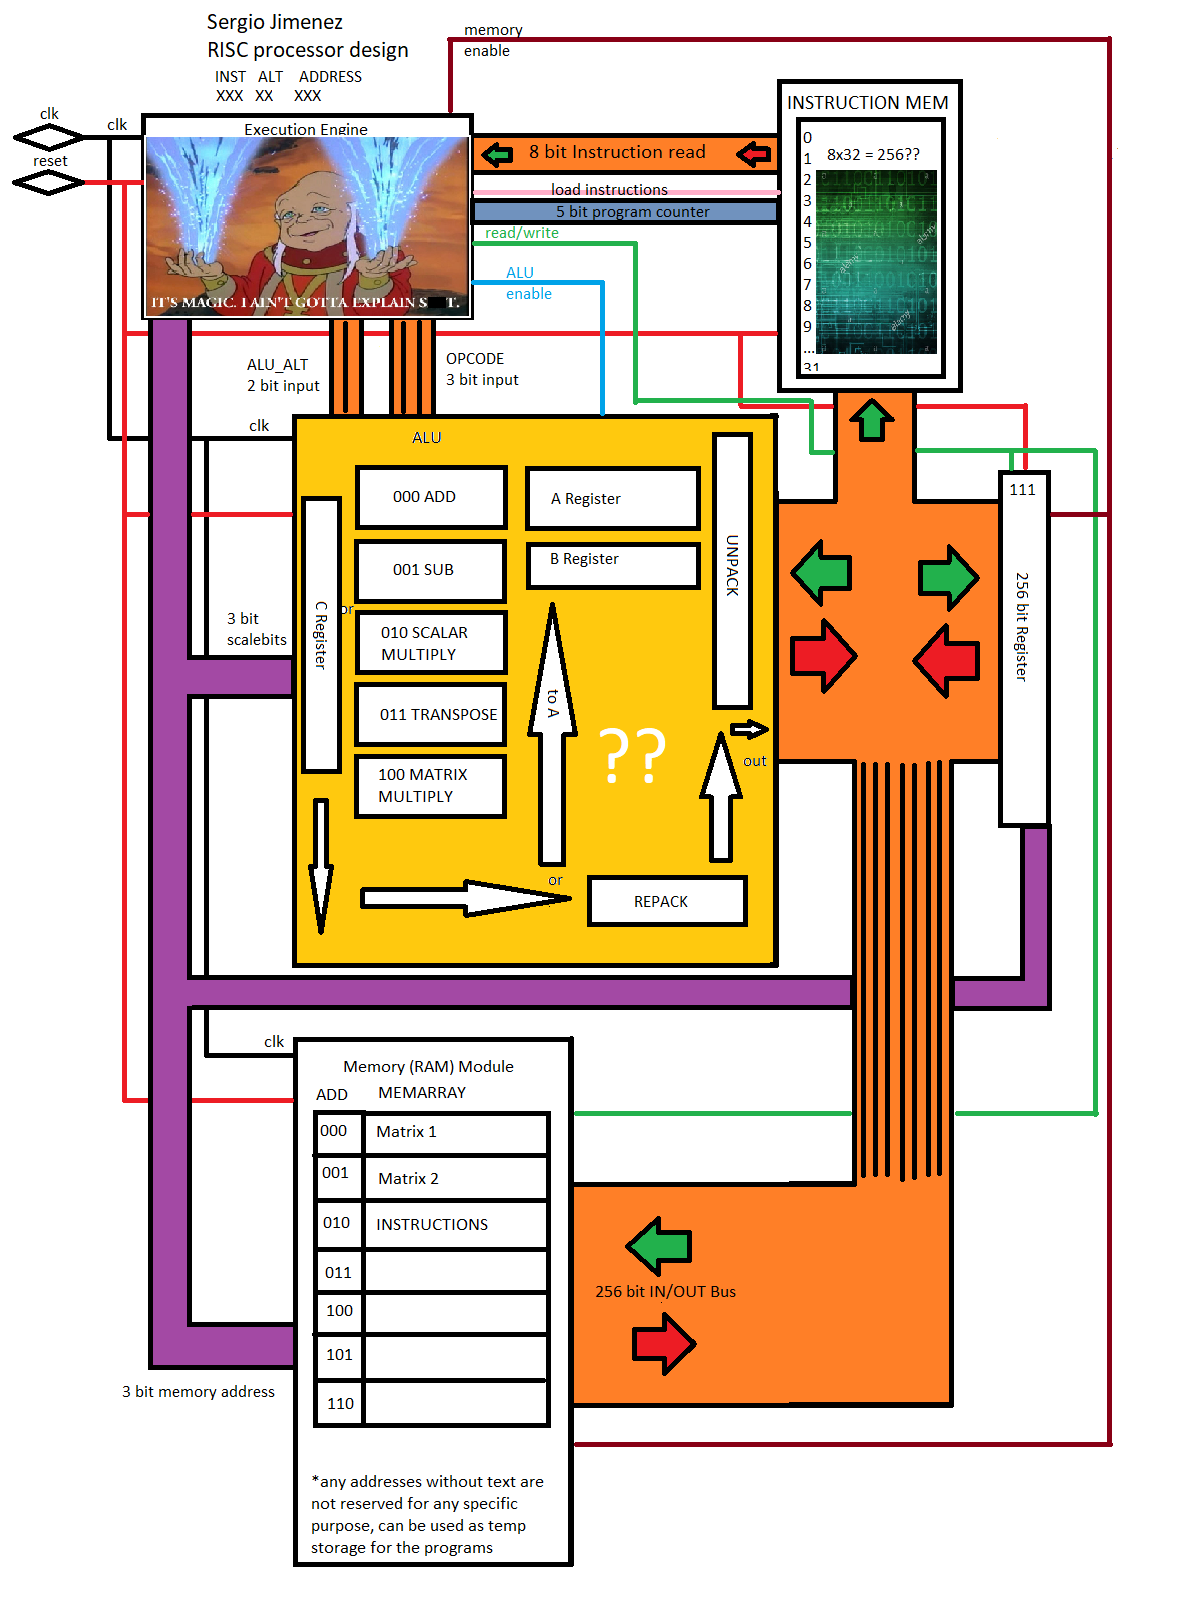 Sergio Jimenez
RISC processor design
INST ALT ADDRESS
XXX XX XXX
memory
enable
clk
clk
reset
Execution Engine
IT'S MAGIC. I AIN'T GOTTA EXPLAIN S T.
8 bit Instruction read
load instructions
5 bit program counter
read/write
ALU
enable
INSTRUCTION MEM
8x32 = 256??
0
1
2
3
4
5
6
7
8
9
...
31
alamy
alamy
alamy
ALU_ALT
2 bit input
OPCODE
3 bit input
clk
ALU
000 ADD
001 SUB
010 SCALAR
MULTIPLY
011 TRANSPOSE
100 MATRIX
MULTIPLY
A Register
B Register
C Register
or
UNPACK
to A
??
out
or
REPACK
3 bit
scalebits
111
256 bit Register
clk
Memory (RAM) Module
ADD MEMARRAY
000 Matrix 1
001 Matrix 2
010 INSTRUCTIONS
011
100
101
110
256 bit IN/OUT Bus
3 bit memory address
*any addresses without text are
not reserved for any specific
purpose, can be used as temp
storage for the programs